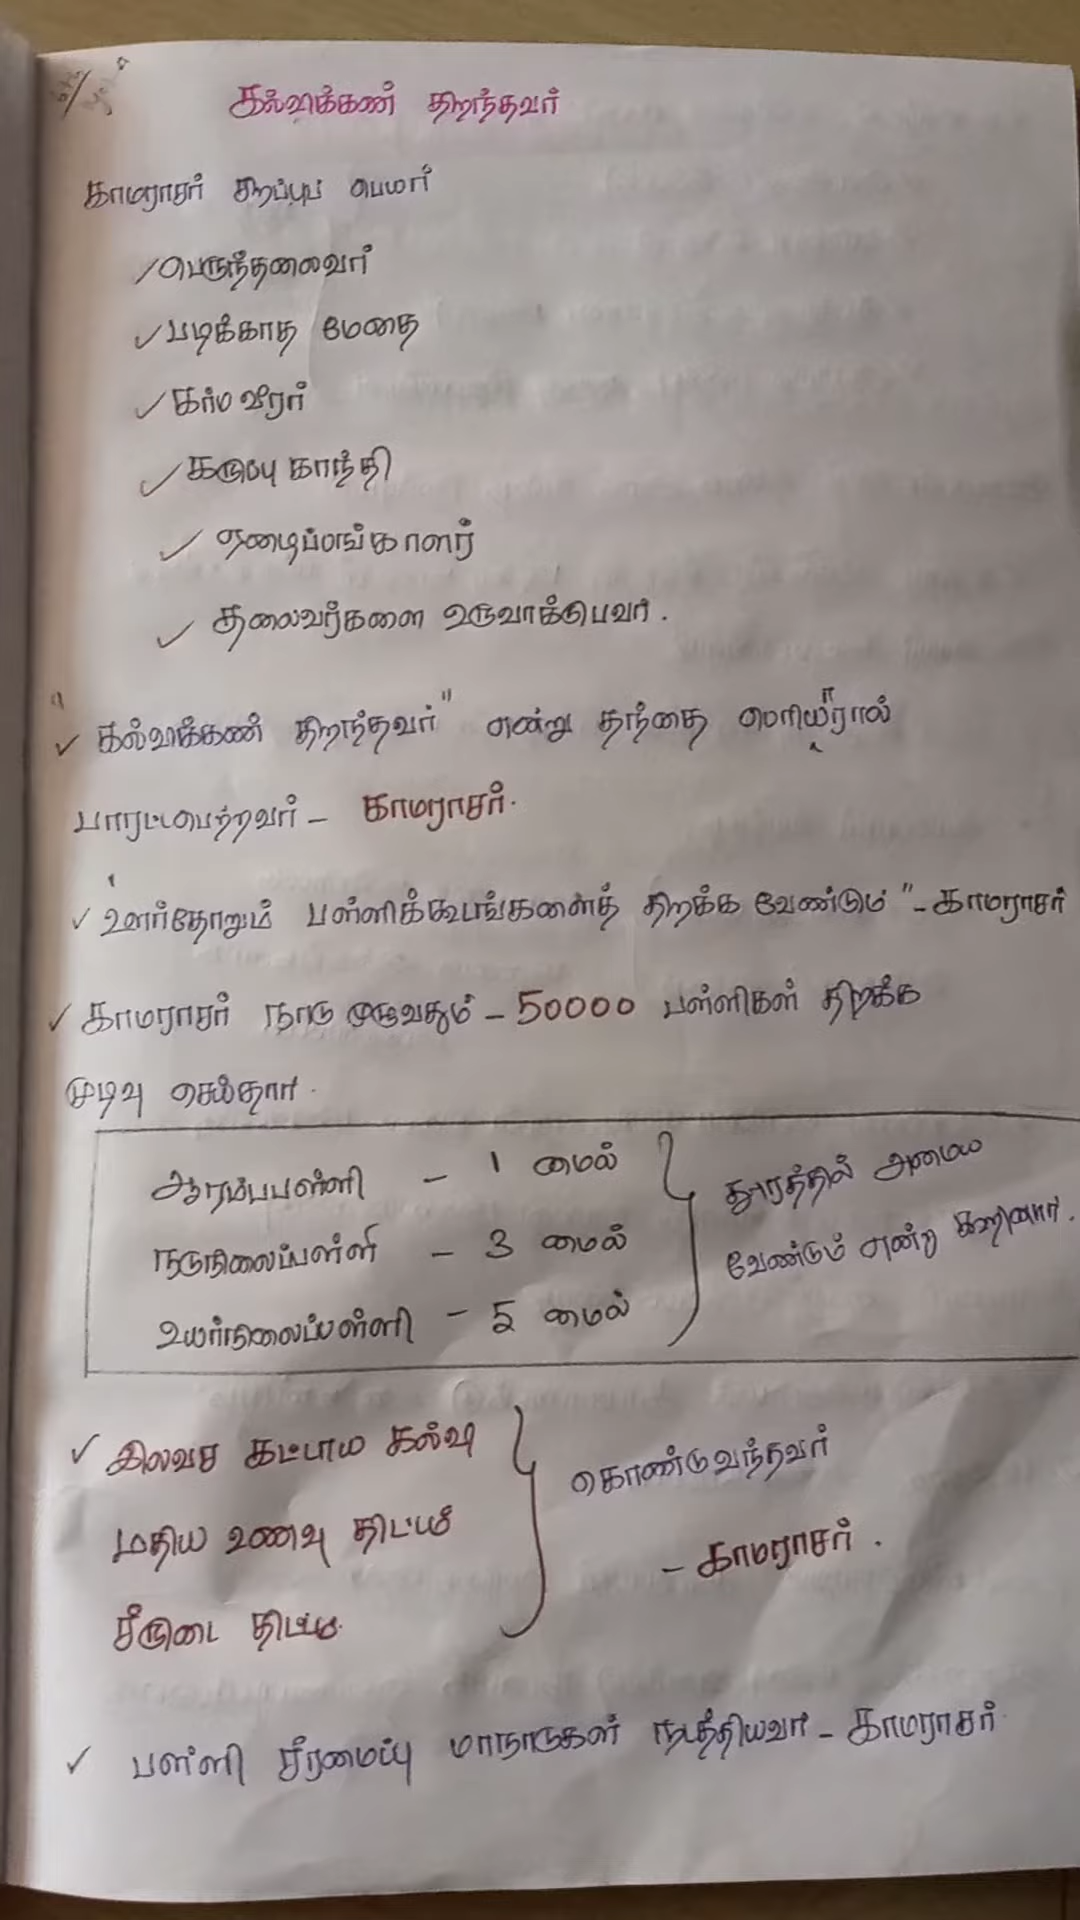 கல்விக்கண் திறந்தவர்
காமராசர் சிறப்புப் பெயர்
✓ பெருந்தலைவர்
✓ படிக்காத மேதை
✓ கர்ம வீரர்
✓ கருப்பு காந்தி
✓ ஏழைப்பங்காளர்
✓ தலைவர்களை உருவாக்குபவர்.
✓ "கல்விக்கண் திறந்தவர்" என்று தந்தை பெரியாரால்
பாரட்டபெற்றவர் - காமராசர்.
✓ 'ஊர்தோறும் பள்ளிக்கூடங்களைத் திறக்க வேண்டும்" - காமராசர்
✓ காமராசர் நாடு முழுவதும் - 50000 பள்ளிகள் திறக்க
முடிவு செய்தார்.
ஆரம்பபள்ளி - 1 மைல்
நடுநிலைப்பள்ளி - 3 மைல்
உயர்நிலைப்பள்ளி - 5 மைல்
தூரத்தில் அமைய
வேண்டும் என்று கூறினார்.
✓ இலவச கட்டாய கல்வி
மதிய உணவு திட்டம்
சீருடை திட்டம்.
கொண்டுவந்தவர்
- காமராசர்.
✓ பள்ளி சீரமைப்பு மாநாடுகள் நடத்தியவர் - காமராசர்